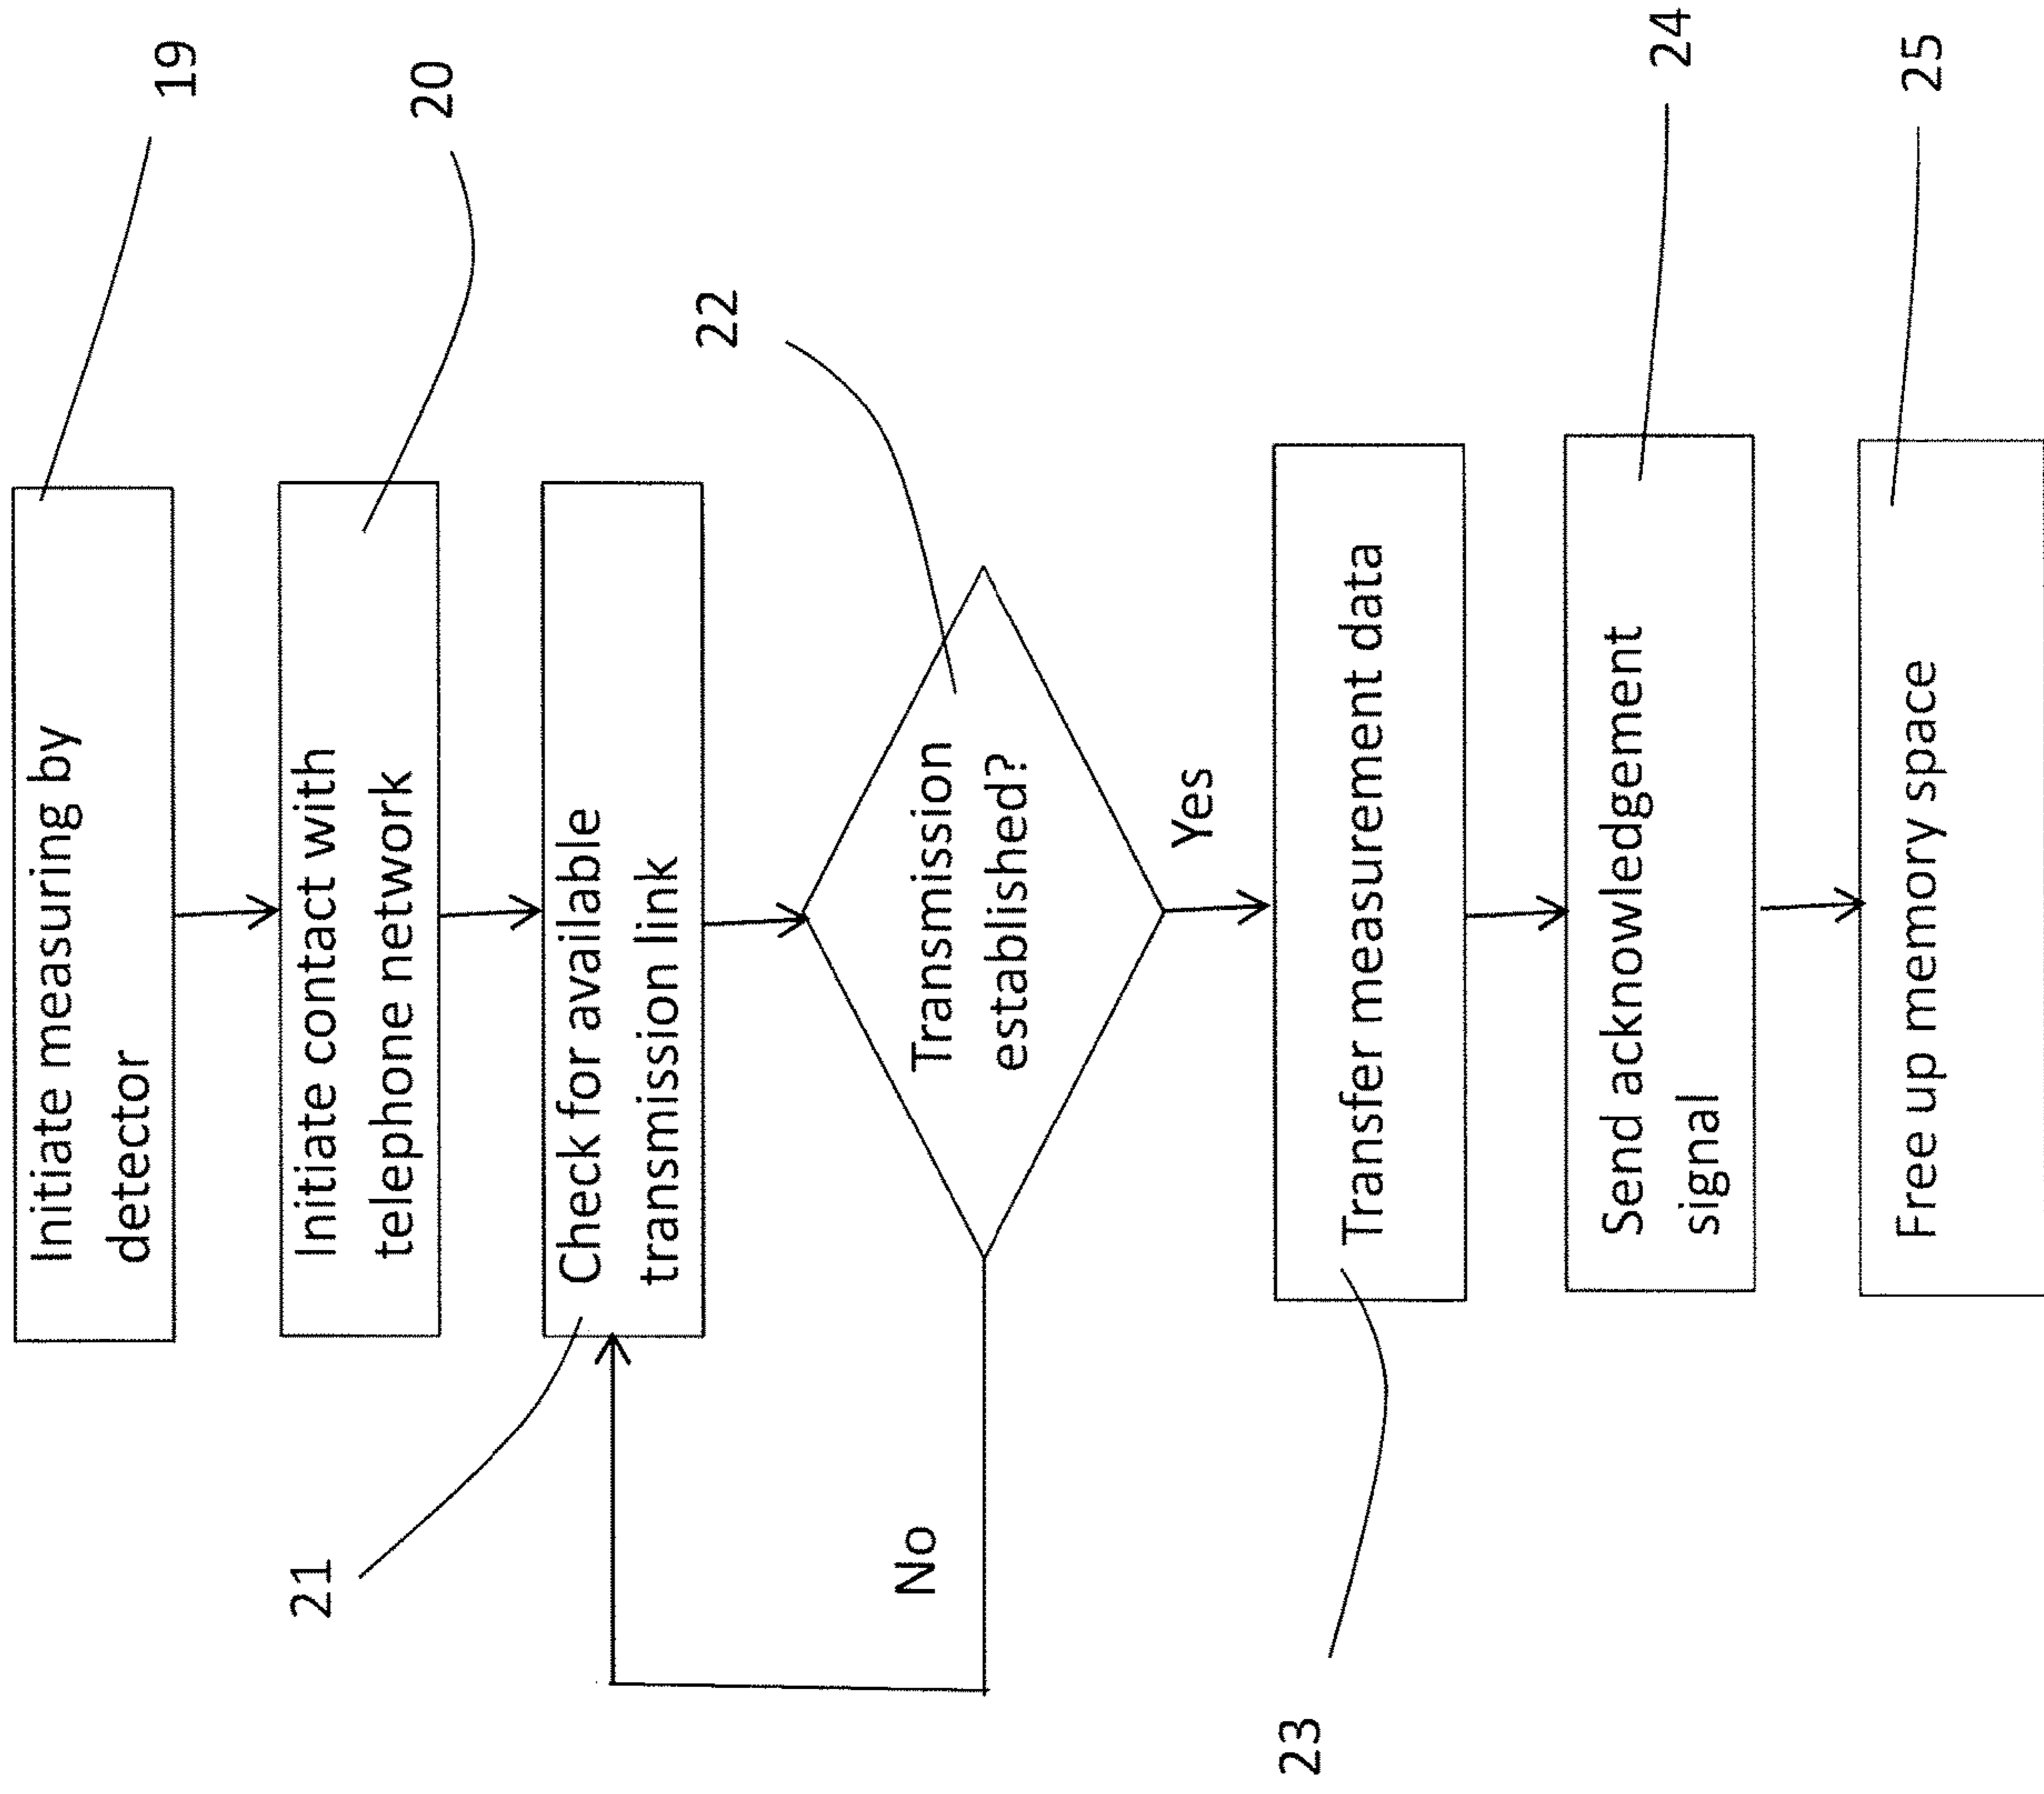 19
Initiate measuring by
detector
20
Initiate contact with
telephone network
21
Check for available
transmission link
22
Transmission
established?
No
Yes
23
Transfer measurement data
24
Send acknowledgement
signal
25
Free up memory space